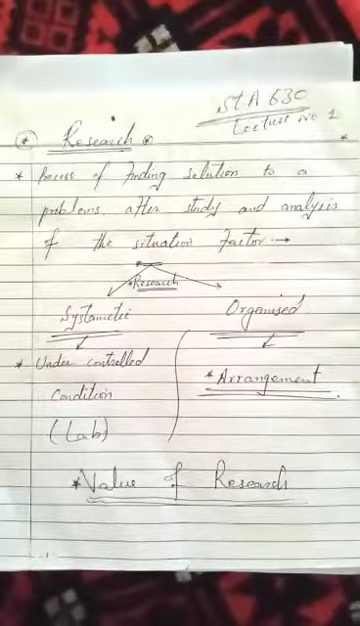 STA 630
Lecture no 1
Research
* Process of finding solution to a
problems after study and analysis
of the situation factor →
Research
Systametic
Organised
* Under controlled
Condition
(Lab)
* Arrangement
* Value of Research